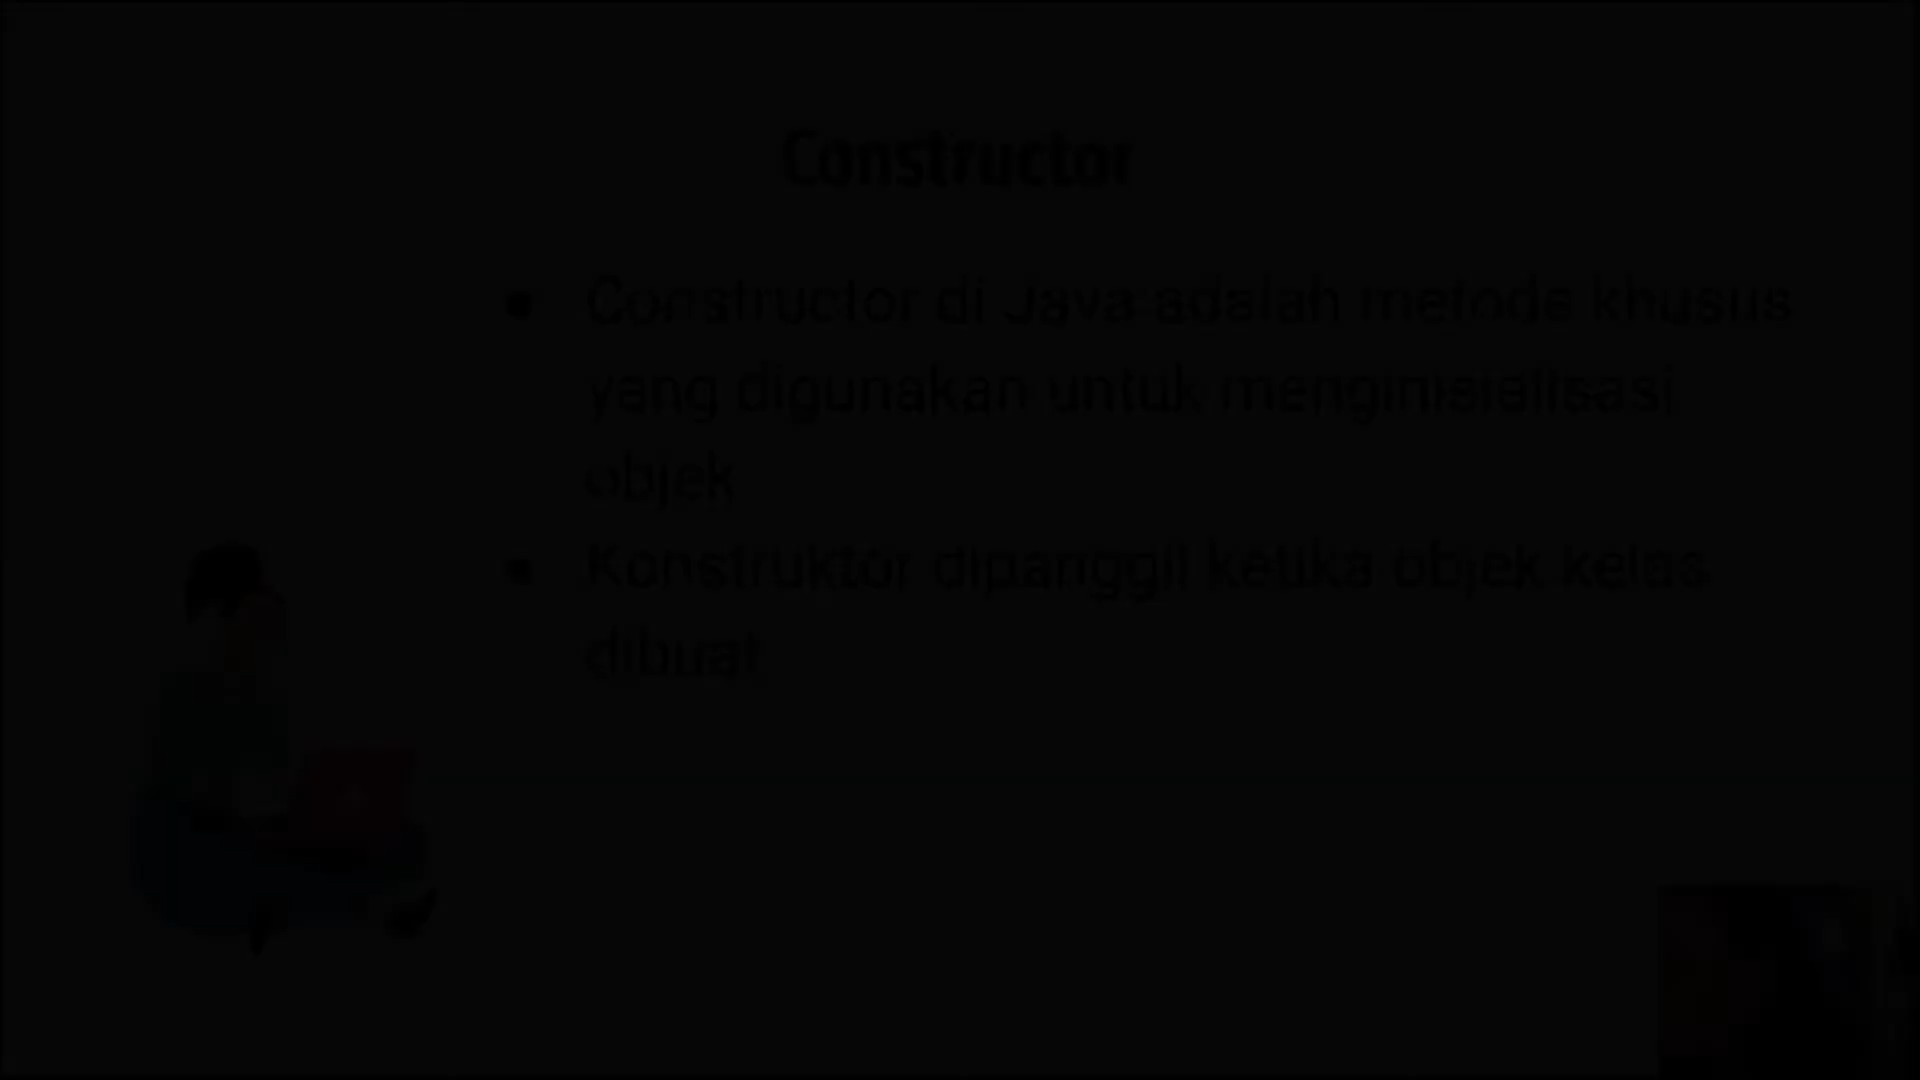 Constructor
● Constructor di Java adalah metode khusus
yang digunakan untuk menginisialisasi
objek
● Konstruktor dipanggil ketika objek kelas
dibuat